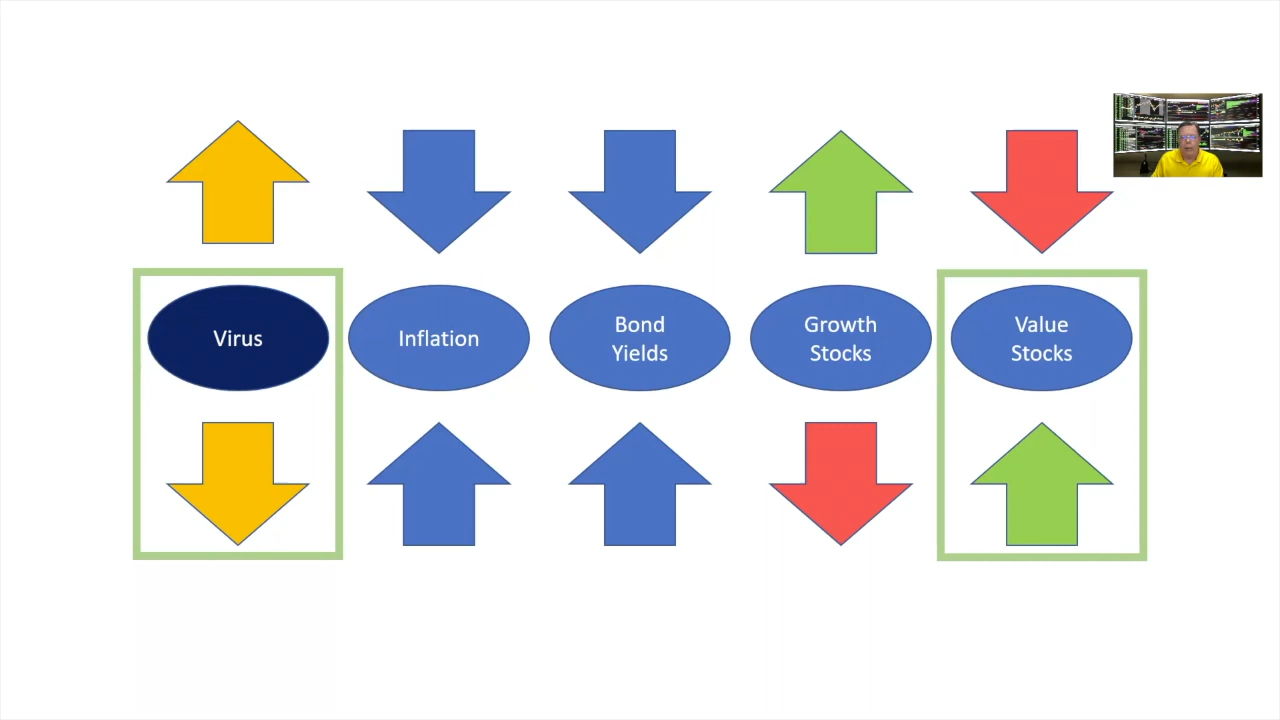 Virus
Inflation
Bond
Yields
Growth
Stocks
Value
Stocks